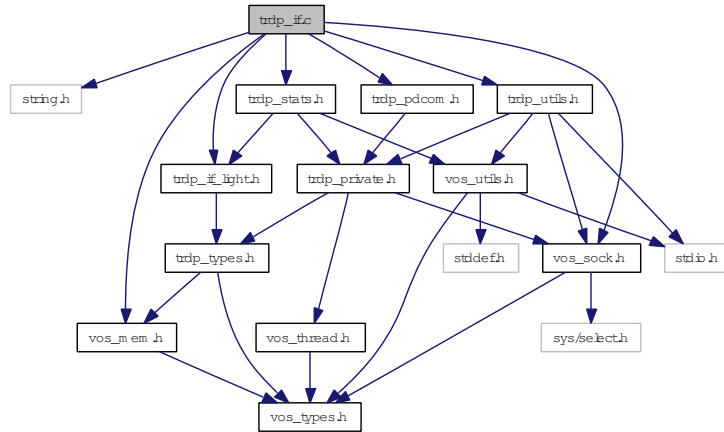 trdp_if.c
string.h
trdp_stats.h
trdp_pdcom.h
trdp_utils.h
trdp_if_light.h
trdp_private.h
vos_utils.h
trdp_types.h
stddef.h
vos_sock.h
stdio.h
vos_mem.h
vos_thread.h
sys/select.h
vos_types.h